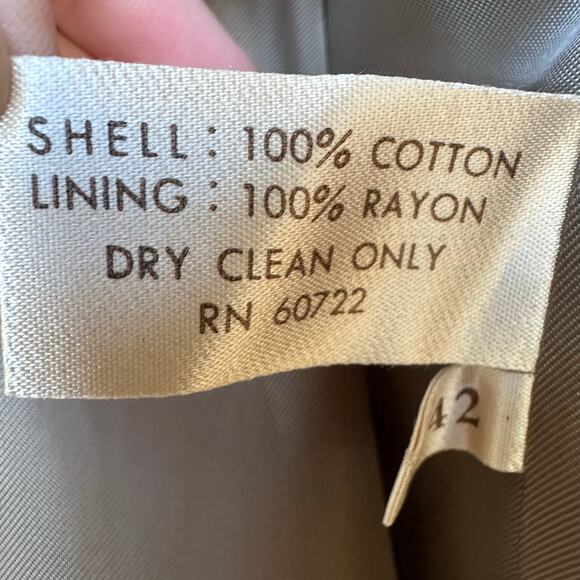 SHELL : 100% COTTON
LINING : 100% RAYON
DRY CLEAN ONLY
RN 60722
42